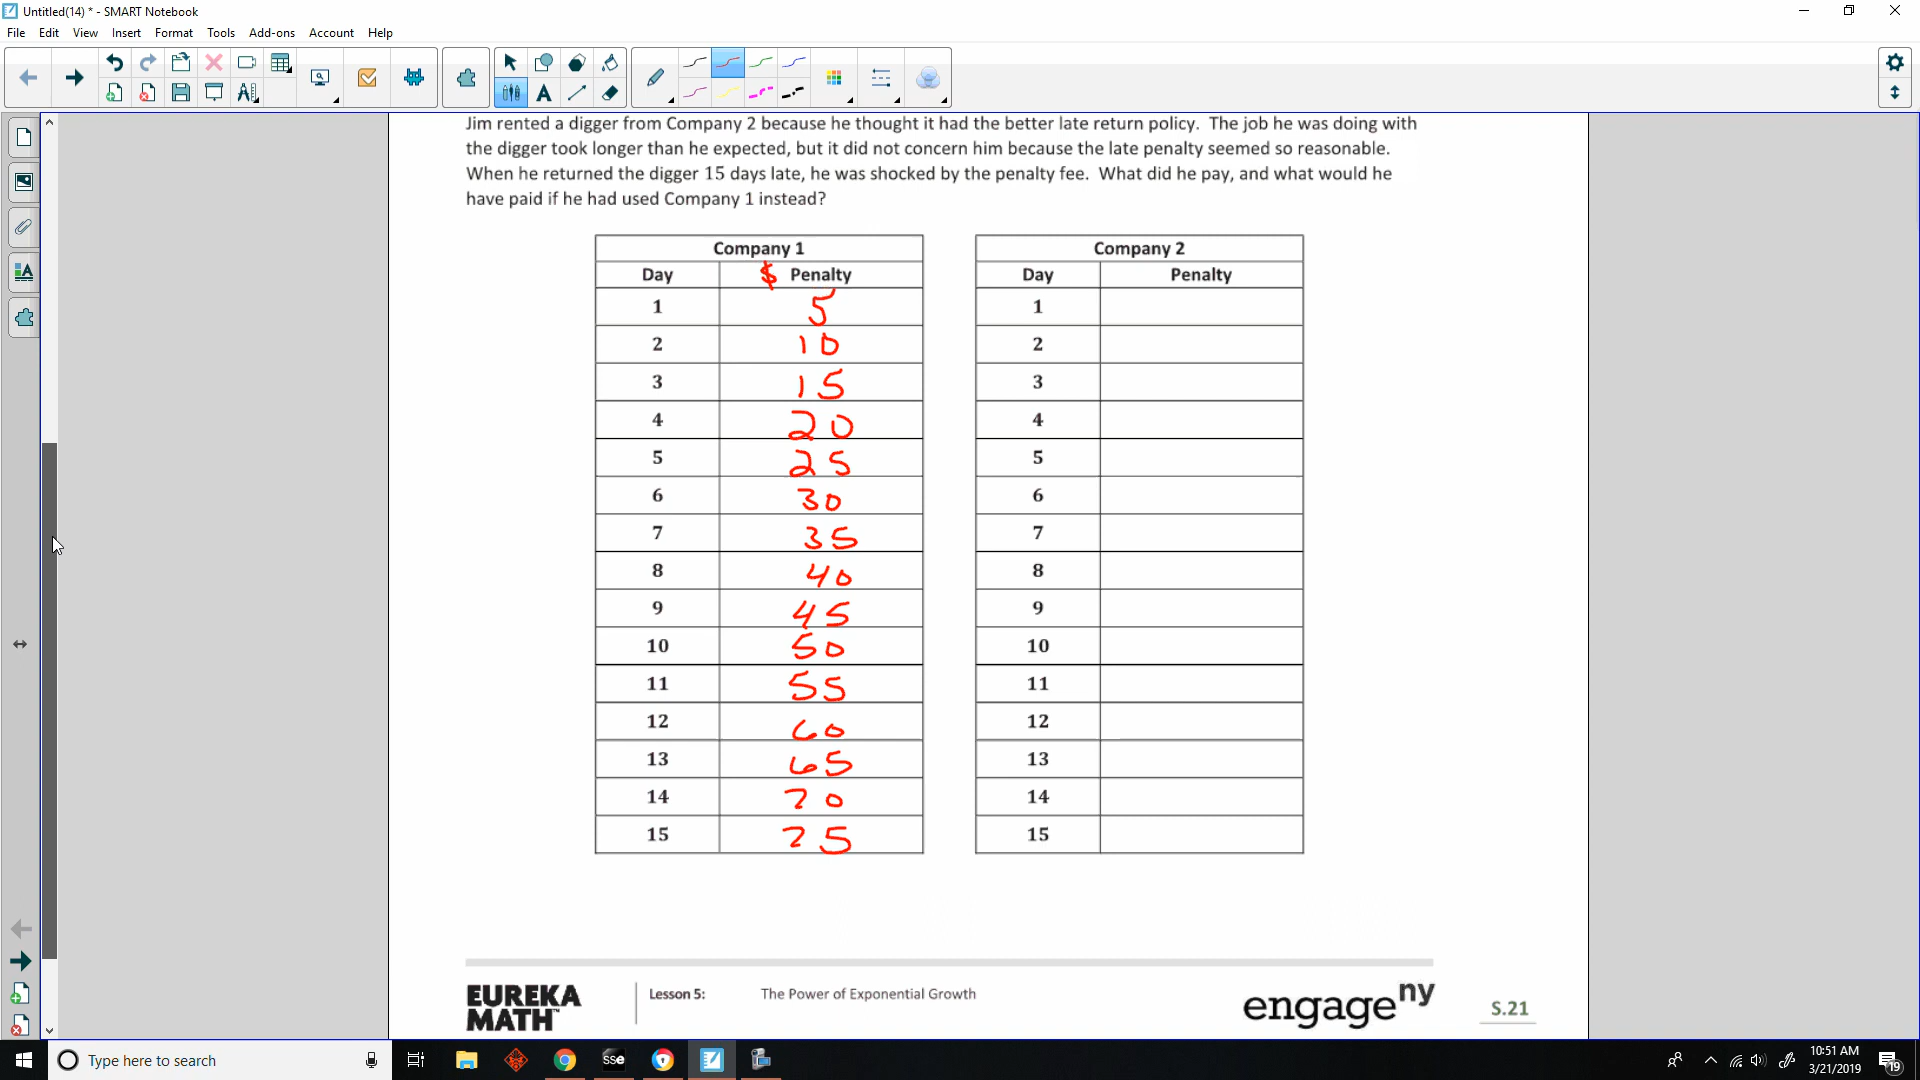 Untitled(14) * - SMART Notebook
File Edit View Insert Format Tools Add-ons Account Help
Jim rented a digger from Company 2 because he thought it had the better late return policy. The job he was doing with
the digger took longer than he expected, but it did not concern him because the late penalty seemed so reasonable.
When he returned the digger 15 days late, he was shocked by the penalty fee. What did he pay, and what would he
have paid if he had used Company 1 instead?
Company 1
Day $ Penalty
1 5
2 10
3 15
4 20
5 25
6 30
7 35
8 40
9 45
10 50
11 55
12 60
13 65
14 70
15 75
Company 2
Day Penalty
1
2
3
4
5
6
7
8
9
10
11
12
13
14
15
EUREKA
MATH™
Lesson 5: The Power of Exponential Growth
engageny
S.21
Type here to search
sse
10:51 AM
3/21/2019
19